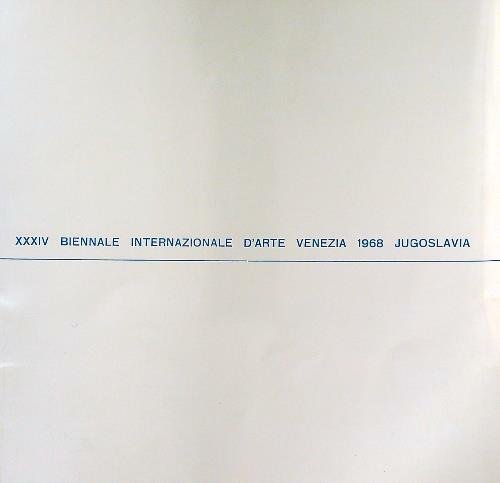 XXXIV BIENNALE INTERNAZIONALE D'ARTE VENEZIA 1968 JUGOSLAVIA